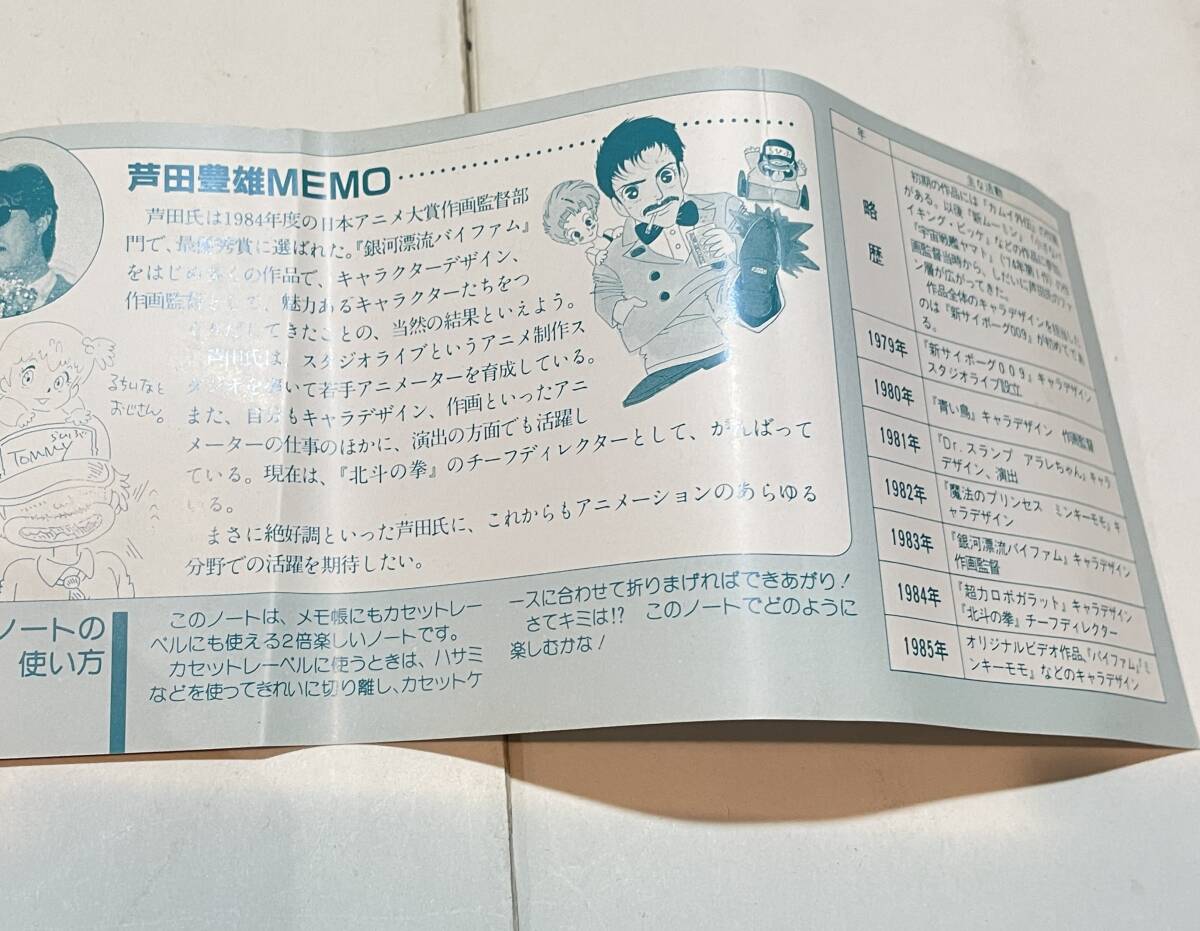 芦田豊雄MEMO
芦田氏は1984年度の日本アニメ大賞作画監督部
門で、最優秀賞に選ばれた。『銀河漂流バイファム』
をはじめ多くの作品で、キャラクターデザイン、
作画監督として、魅力あるキャラクターたちをつ
してきたことの、当然の結果といえよう。
芦田氏は、スタジオライブというアニメ制作ス
タジオを いて若手アニメーターを育成している。
また、自分もキャラデザイン、作画といったアニ
メーターの仕事のほかに、演出の方面でも活躍し
ている。現在は、『北斗の拳』のチーフディレクターとして、がんばって
いる。
まさに絶好調といった芦田氏に、これからもアニメーションのあらゆる
分野での活躍を期待したい。
るちいなと
おじさん。
らいぶ
Tommy
ノートの
使い方
このノートは、メモ帳にもカセットレー
ベルにも使える2倍楽しいノートです。
カセットレーベルに使うときは、ハサミ
などを使ってきれいに切り離し、カセットケ
ースに合わせて折りまげればできあがり!
さてキミは!? このノートでどのように
楽しむかな!
年
主な活動
略歴
初期の作品には『カムイ外伝』
がある。以後『新ムーミン』
イキング・ビッケ』などの作品に参加。
『宇宙戦艦ヤマト』('74年第1作)の作
画監督当時から、しだいに芦田氏のファ
ン層が広がってきた。
作品全体のキャラデザインを担当した
のは『新サイボーグ009』が初めてであ
る。
1979年
『新サイボーグ009』キャラデザイン
スタジオライブ設立
1980年
『青い鳥』キャラデザイン 作画監督
1981年
『Dr.スランプ アラレちゃん』キャラ
デザイン、演出
1982年
『魔法のプリンセス ミンキーモモ』キ
ャラデザイン
1983年
『銀河漂流バイファム』キャラデザイン
作画監督
1984年
『超力ロボガラット』キャラデザイン
『北斗の拳』チーフディレクター
1985年
オリジナルビデオ作品、『バイファム』『ミ
ンキーモモ』などのキャラデザイン